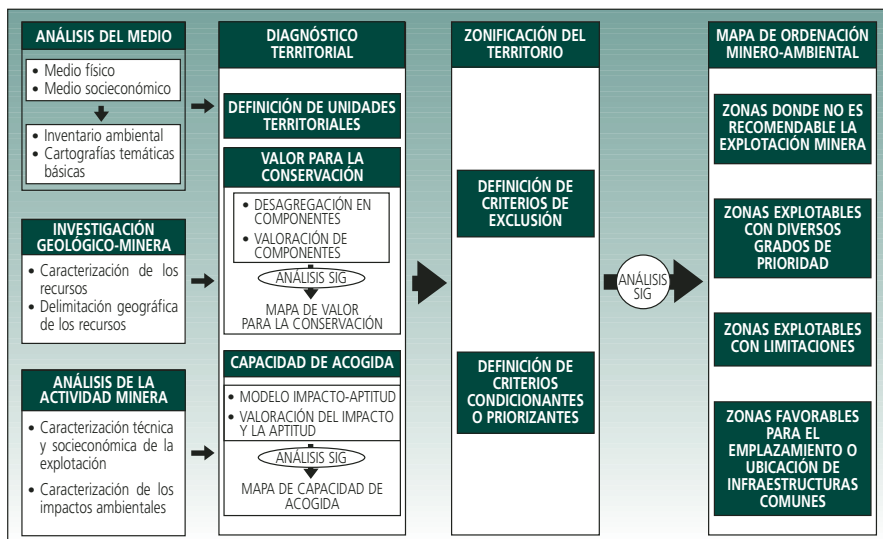 ANÁLISIS DEL MEDIO
• Medio físico
• Medio socieconómico
• Inventario ambiental
• Cartografías temáticas
básicas
INVESTIGACIÓN
GEOLÓGICO-MINERA
• Caracterización de los
recursos
• Delimitación geográfica
de los recursos
ANÁLISIS DE LA
ACTIVIDAD MINERA
• Caracterización técnica
y socioeconómica de la
explotación
• Caracterización de los
impactos ambientales
DIAGNÓSTICO
TERRITORIAL
DEFINICIÓN DE UNIDADES
TERRITORIALES
VALOR PARA LA
CONSERVACIÓN
• DESAGREGACIÓN EN
COMPONENTES
• VALORACIÓN DE
COMPONENTES
ANÁLISIS SIG
MAPA DE VALOR
PARA LA CONSERVACIÓN
CAPACIDAD DE ACOGIDA
• MODELO IMPACTO-APTITUD
• VALORACIÓN DEL IMPACTO
Y LA APTITUD
ANÁLISIS SIG
MAPA DE CAPACIDAD DE
ACOGIDA
ZONIFICACIÓN DEL
TERRITORIO
DEFINICIÓN DE
CRITERIOS DE
EXCLUSIÓN
DEFINICIÓN DE
CRITERIOS
CONDICIONANTES
O PRIORIZANTES
ANÁLISIS
SIG
MAPA DE ORDENACIÓN
MINERO-AMBIENTAL
ZONAS DONDE NO ES
RECOMENDABLE LA
EXPLOTACIÓN MINERA
ZONAS EXPLOTABLES
CON DIVERSOS
GRADOS DE
PRIORIDAD
ZONAS EXPLOTABLES
CON LIMITACIONES
ZONAS FAVORABLES
PARA EL
EMPLAZAMIENTO O
UBICACIÓN DE
INFRAESTRUCTURAS
COMUNES